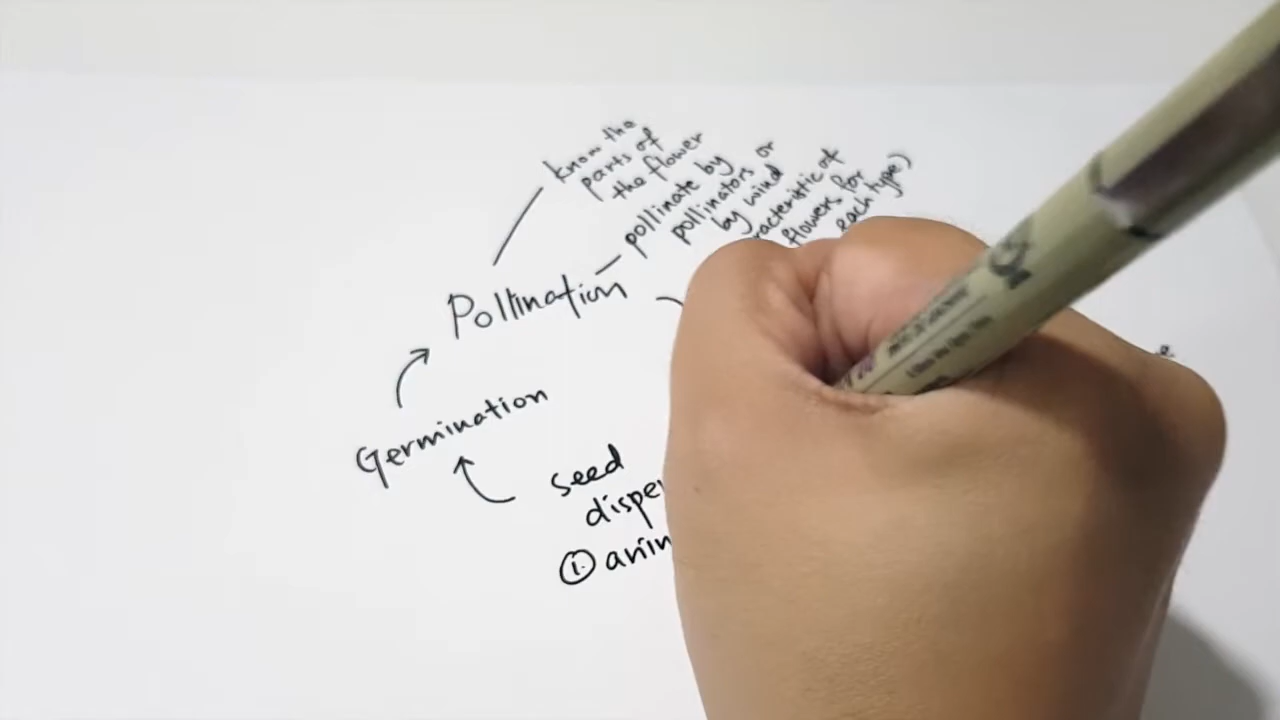 know the
parts of
the flower
pollinate by
pollinators or
by wind
racteristic of
flowers for
each type)
Pollination
Germination
seed
dispe
① anim